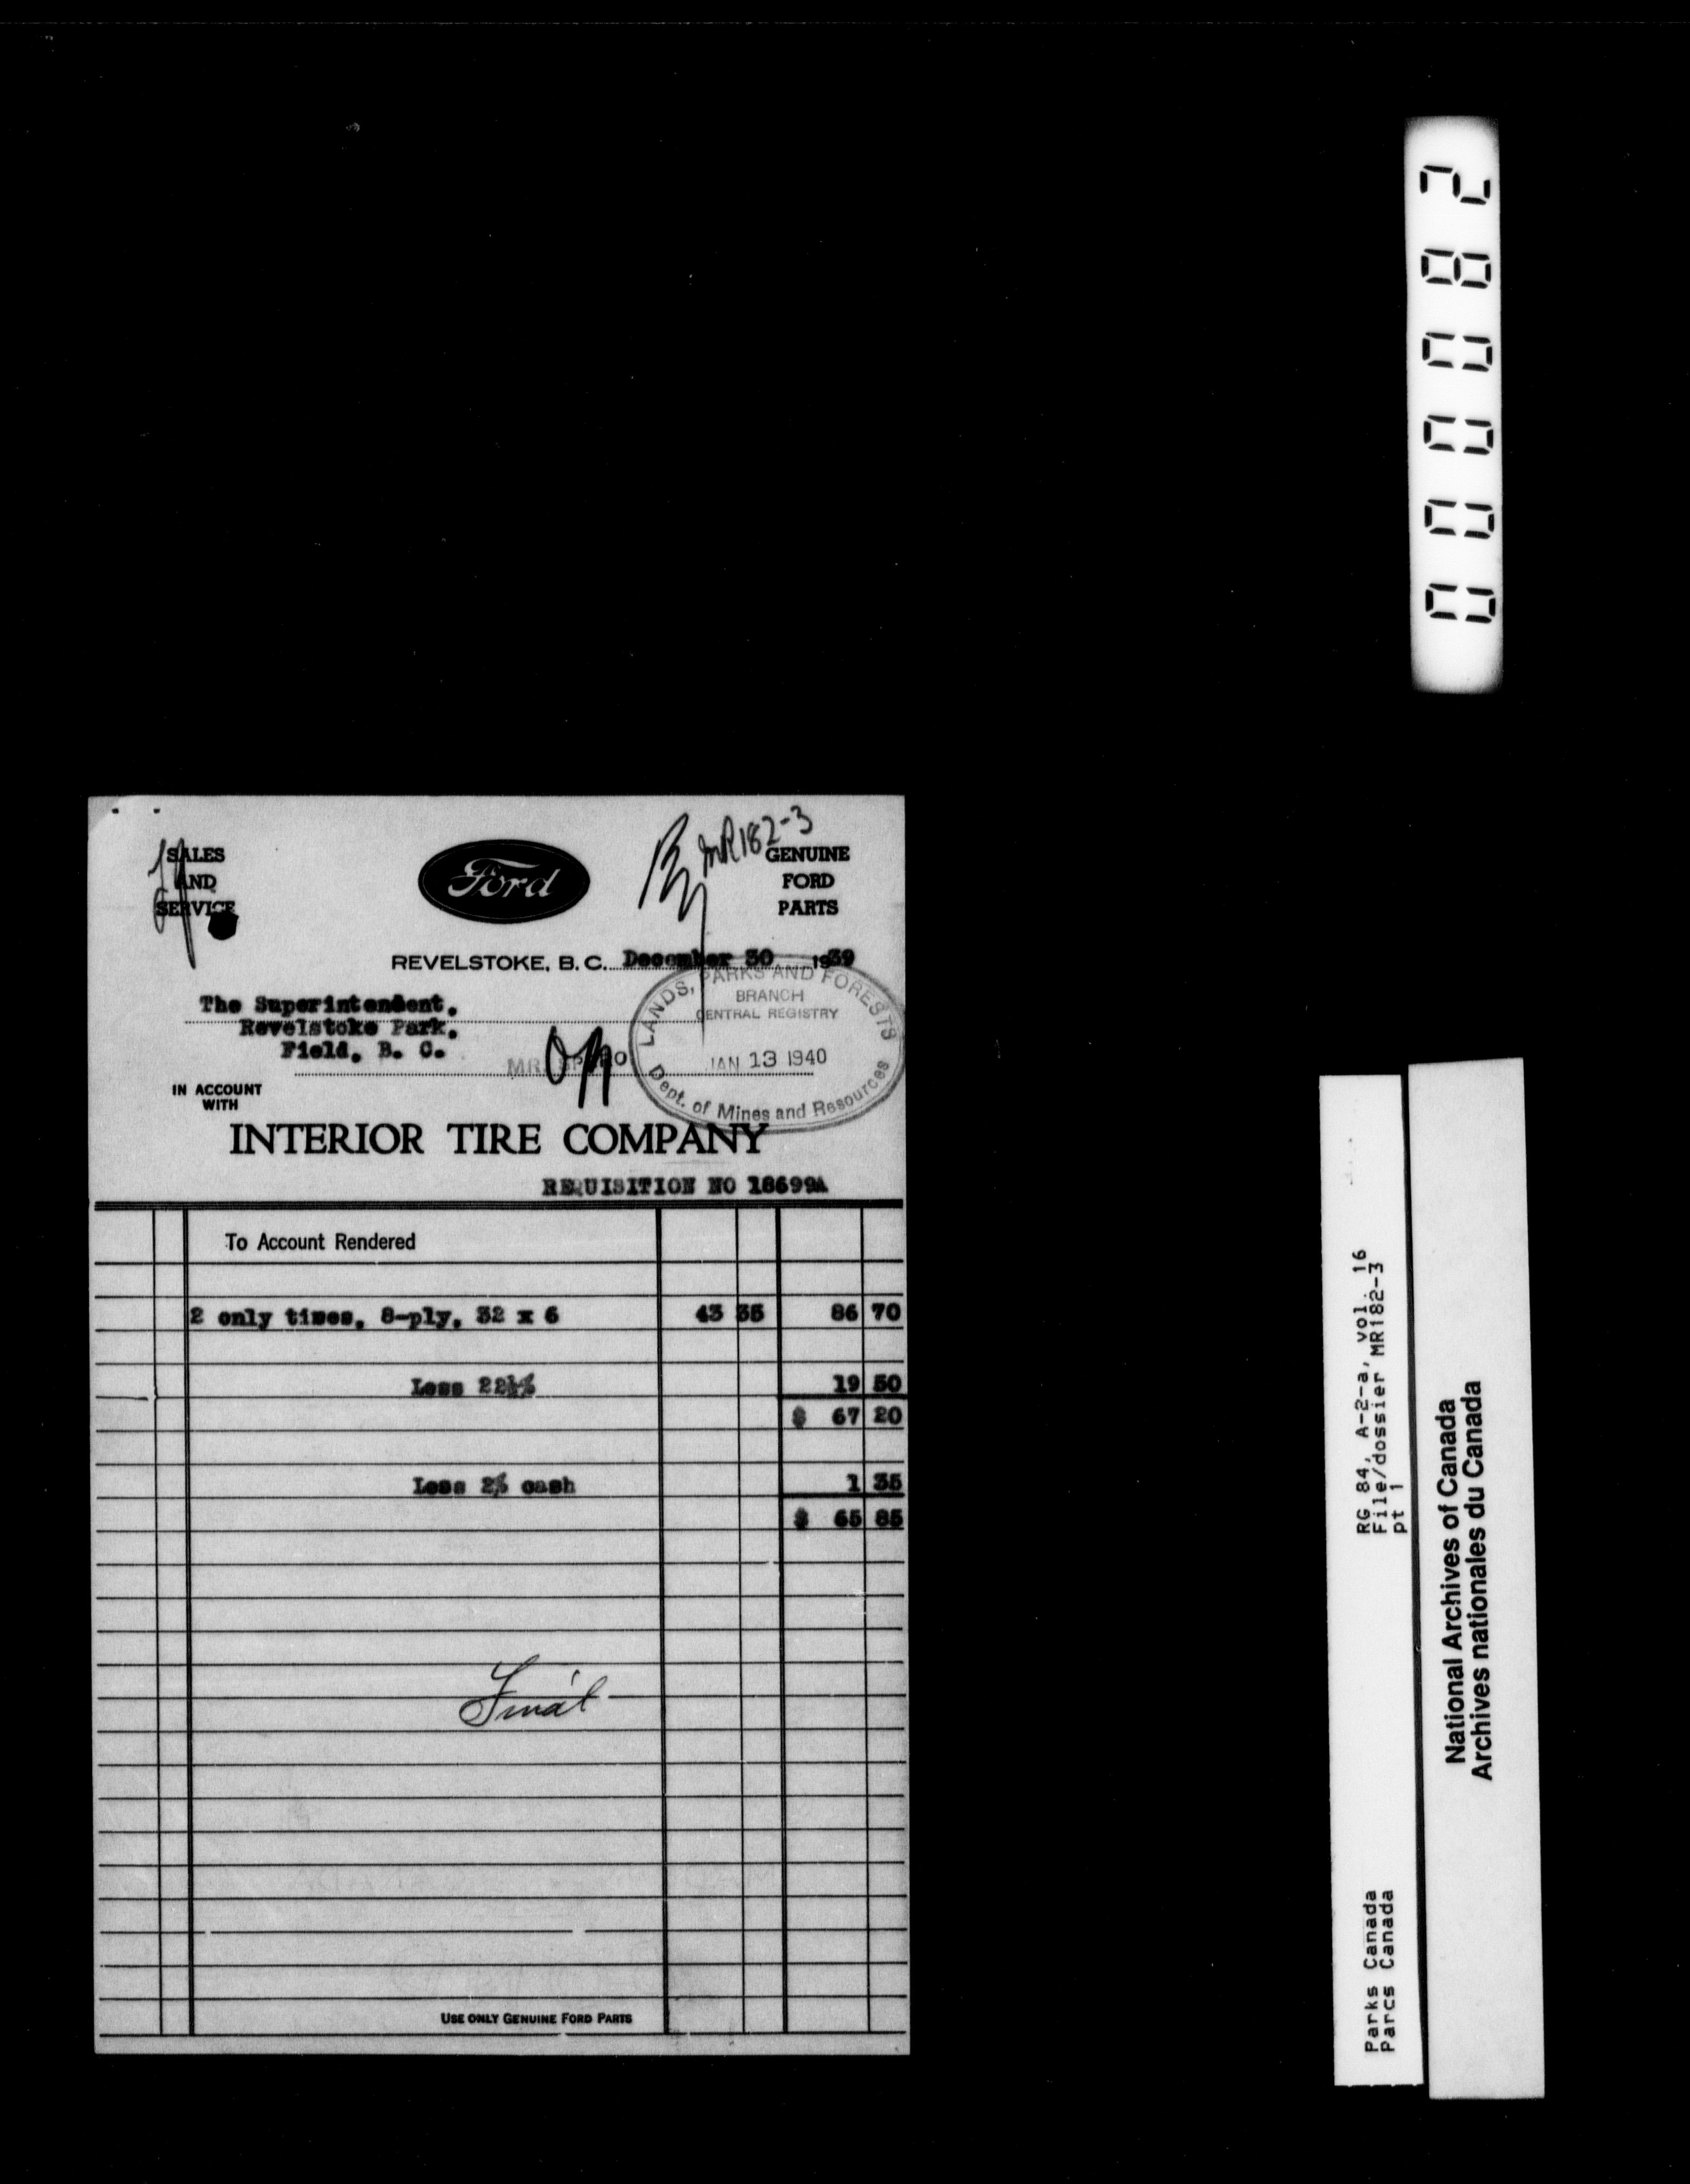 MR182-3
SALES
AND
SERVICE
Ford
GENUINE
FORD
PARTS
REVELSTOKE, B. C. December 30 1939
The Superintendent.
Revelstoke Park.
Field. B. C.
LANDS, PARKS AND FORESTS
BRANCH
CENTRAL REGISTRY
JAN 13 1940
Dept. of Mines and Resources
MR.
IN ACCOUNT
WITH
INTERIOR TIRE COMPANY
REQUISITION NO 18699A
To Account Rendered
2 only tires, 8-ply, 32 x 6 43 35 86 70
Less 22½% 19 50
$ 67 20
Less 2% cash 1 35
$ 65 85
Final
USE ONLY GENUINE FORD PARTS
000082
RG 84, A-2-a, vol. 16
File/dossier MR182-3
pt 1
Parks Canada
Parcs Canada
National Archives of Canada
Archives nationales du Canada